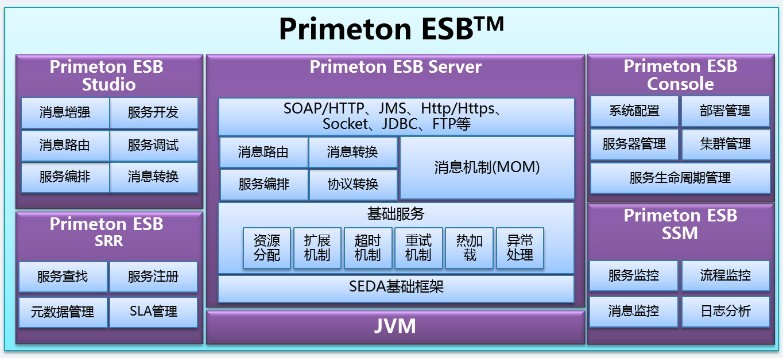 Primeton ESB™
Primeton ESB
Studio
消息增强
服务开发
消息路由
服务调试
服务编排
消息转换
Primeton ESB
SRR
服务查找
服务注册
元数据管理
SLA管理
Primeton ESB Server
SOAP/HTTP、JMS、Http/Https、
Socket、JDBC、FTP等
消息路由
消息转换
服务编排
协议转换
消息机制(MOM)
基础服务
资源
分配
扩展
机制
超时
机制
重试
机制
热加
载
异常
处理
SEDA基础框架
JVM
Primeton ESB
Console
系统配置
部署管理
服务器管理
集群管理
服务生命周期管理
Primeton ESB
SSM
服务监控
流程监控
消息监控
日志分析